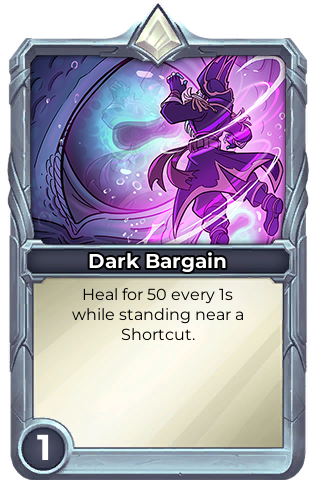 Dark Bargain
Heal for 50 every 1s
while standing near a
Shortcut.
1